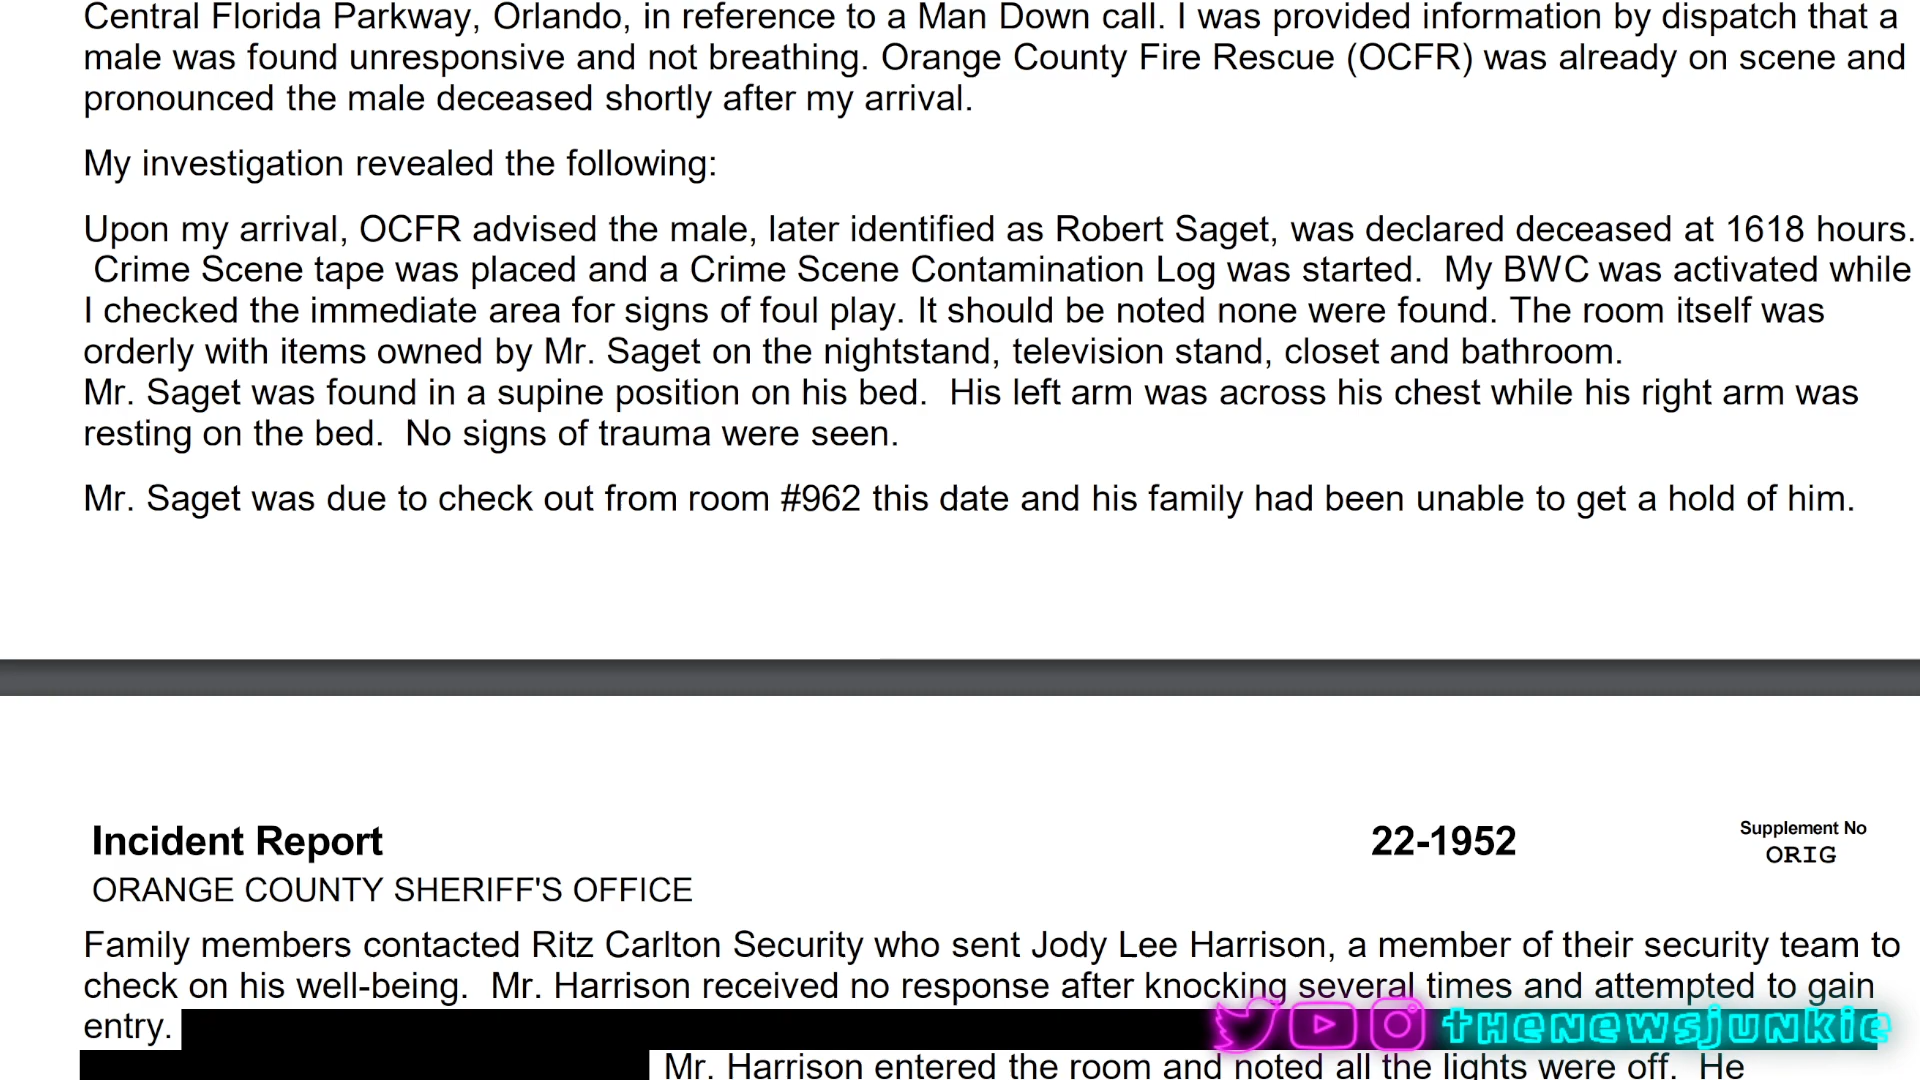 Central Florida Parkway, Orlando, in reference to a Man Down call. I was provided information by dispatch that a
male was found unresponsive and not breathing. Orange County Fire Rescue (OCFR) was already on scene and
pronounced the male deceased shortly after my arrival.
My investigation revealed the following:
Upon my arrival, OCFR advised the male, later identified as Robert Saget, was declared deceased at 1618 hours.
Crime Scene tape was placed and a Crime Scene Contamination Log was started. My BWC was activated while
I checked the immediate area for signs of foul play. It should be noted none were found. The room itself was
orderly with items owned by Mr. Saget on the nightstand, television stand, closet and bathroom.
Mr. Saget was found in a supine position on his bed. His left arm was across his chest while his right arm was
resting on the bed. No signs of trauma were seen.
Mr. Saget was due to check out from room #962 this date and his family had been unable to get a hold of him.
Incident Report
22-1952
Supplement No
ORIG
ORANGE COUNTY SHERIFF'S OFFICE
Family members contacted Ritz Carlton Security who sent Jody Lee Harrison, a member of their security team to
check on his well-being. Mr. Harrison received no response after knocking several times and attempted to gain
entry.
thenewsjunkie
Mr. Harrison entered the room and noted all the lights were off. He